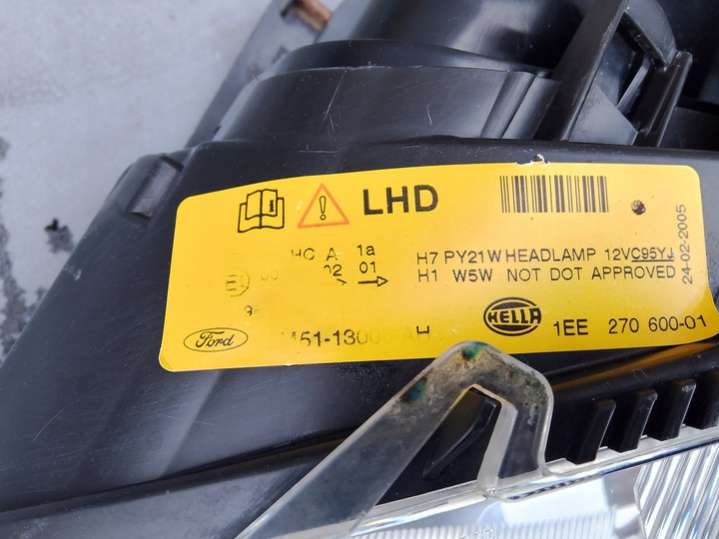 LHD
HC A 1a
02 01
H7 PY21W HEADLAMP 12V C95YJ
H1 W5W NOT DOT APPROVED
24-02-2005
Ford
HELLA
1EE 270 600-01